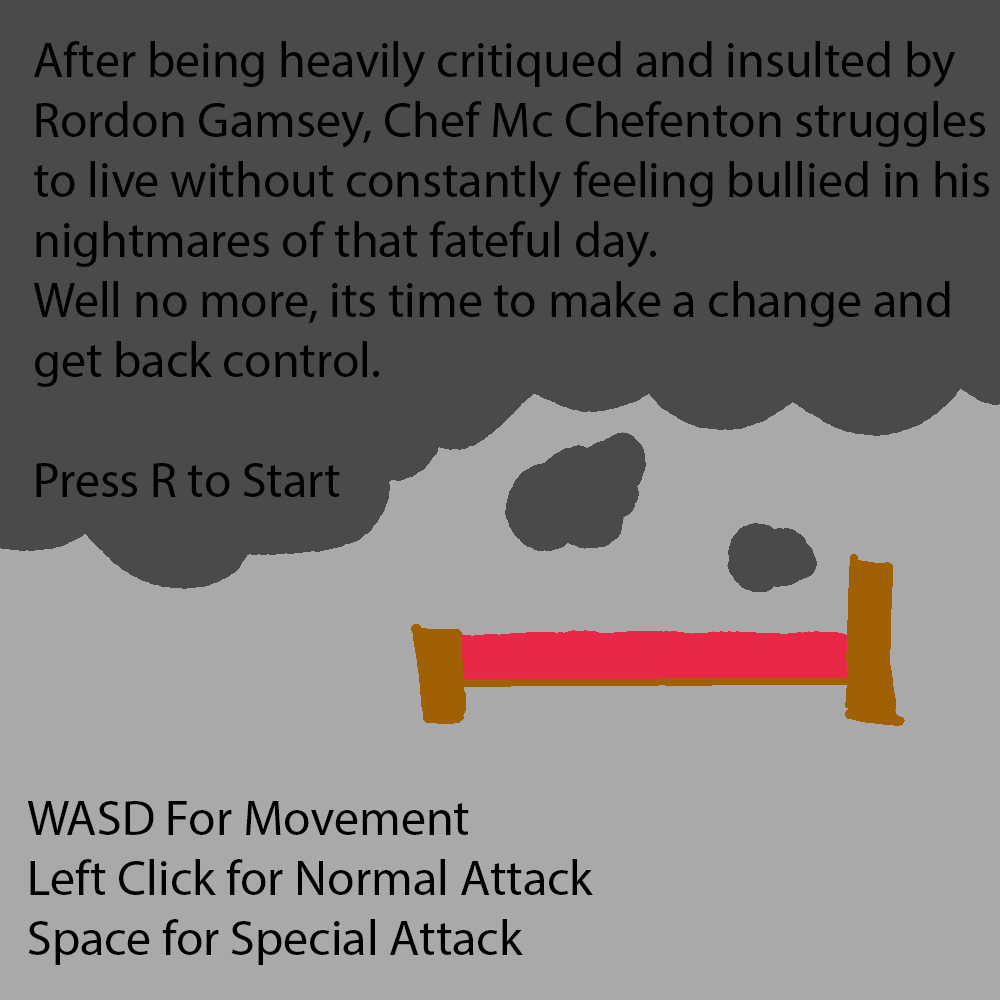 After being heavily critiqued and insulted by
Rordon Gamsey, Chef Mc Chefenton struggles
to live without constantly feeling bullied in his
nightmares of that fateful day.
Well no more, its time to make a change and
get back control.
Press R to Start
WASD For Movement
Left Click for Normal Attack
Space for Special Attack